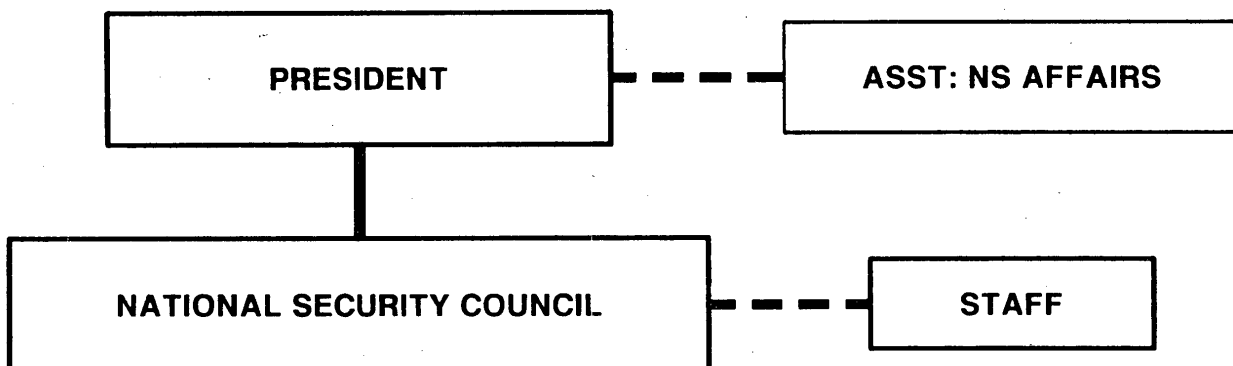 PRESIDENT
ASST: NS AFFAIRS
NATIONAL SECURITY COUNCIL
STAFF